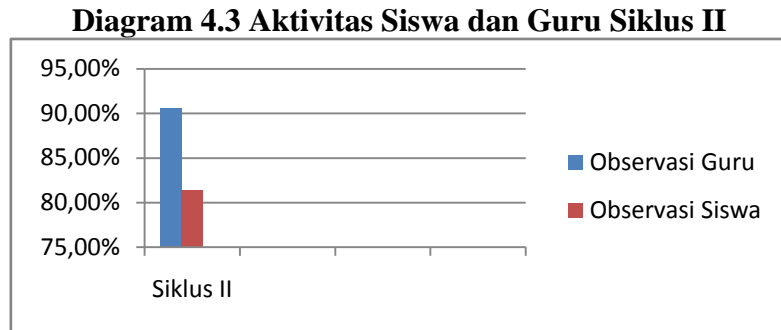 Diagram 4.3 Aktivitas Siswa dan Guru Siklus II
95,00%
90,00%
85,00%
80,00%
75,00%
Siklus II
Observasi Guru
Observasi Siswa